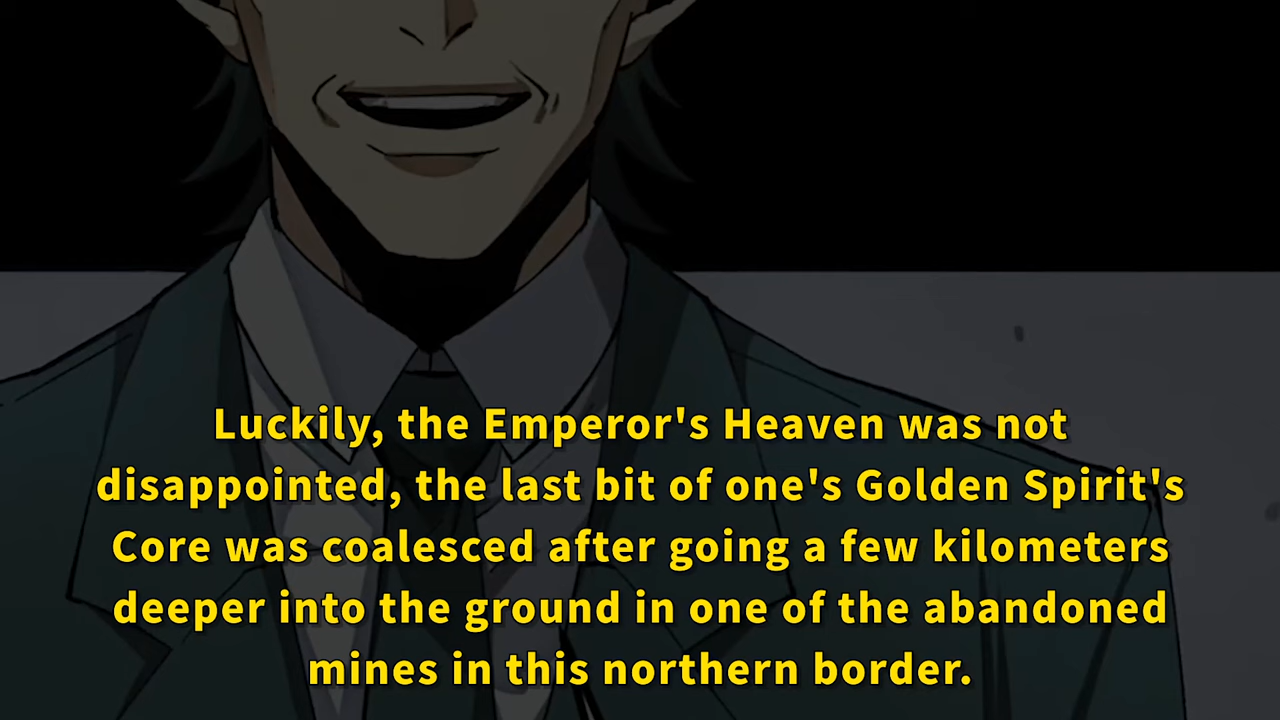 Luckily, the Emperor's Heaven was not
disappointed, the last bit of one's Golden Spirit's
Core was coalesced after going a few kilometers
deeper into the ground in one of the abandoned
mines in this northern border.